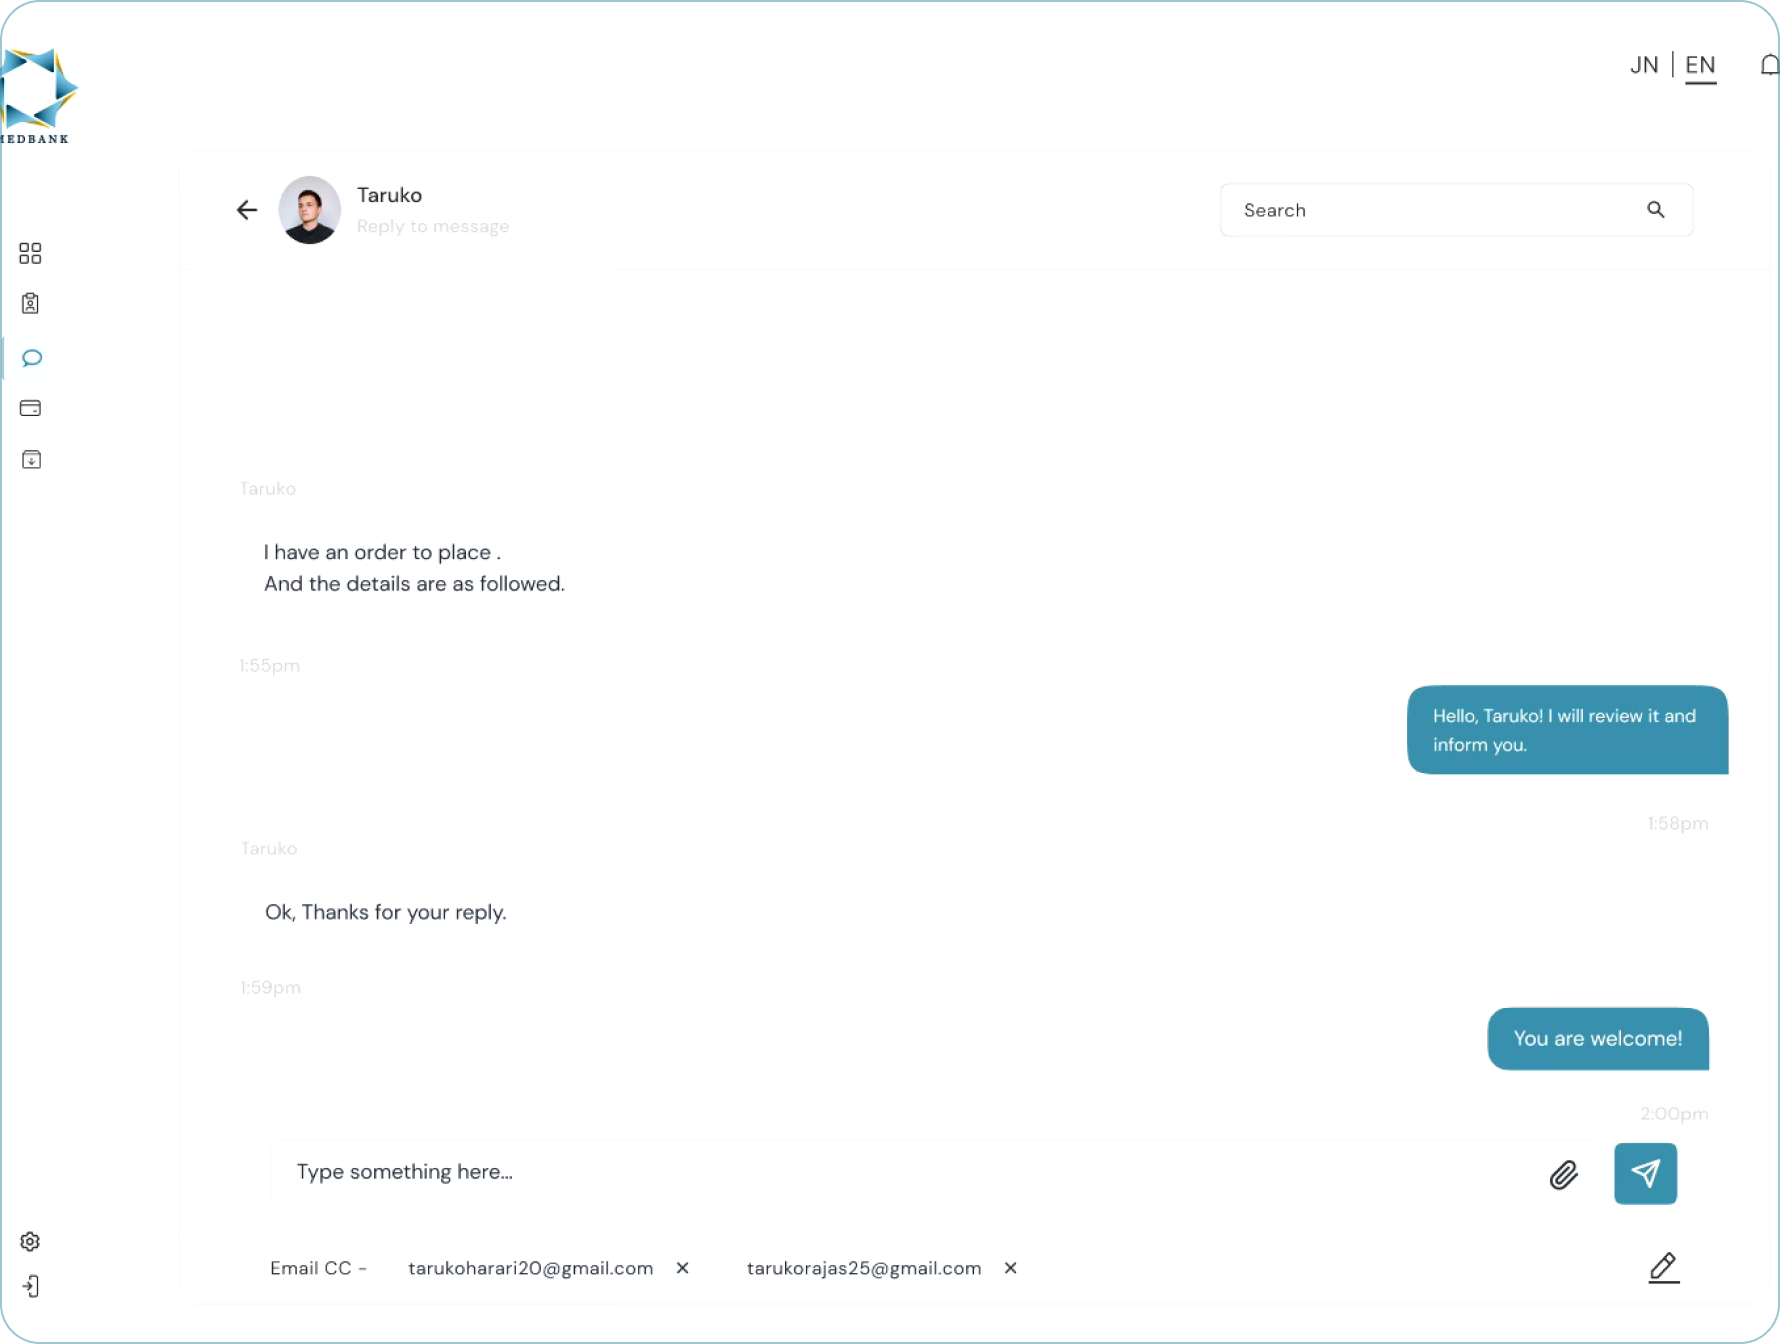 JN | EN
MEDBANK
Taruko
Reply to message
Search
Taruko
I have an order to place .
And the details are as followed.
1:55pm
Hello, Taruko! I will review it and
inform you.
1:58pm
Taruko
Ok, Thanks for your reply.
1:59pm
You are welcome!
2:00pm
Type something here...
Email CC - tarukoharari20@gmail.com × tarukorajas25@gmail.com ×